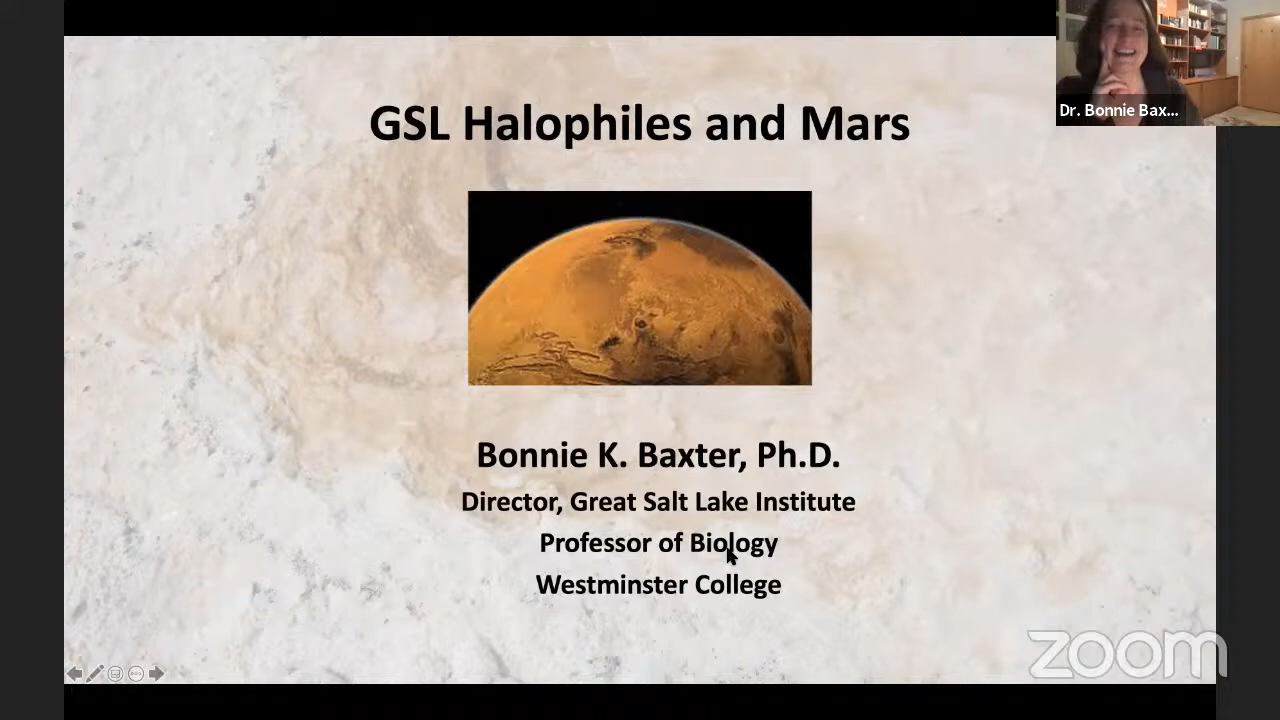 GSL Halophiles and Mars
Dr. Bonnie Bax...
Bonnie K. Baxter, Ph.D.
Director, Great Salt Lake Institute
Professor of Biology
Westminster College
zoom